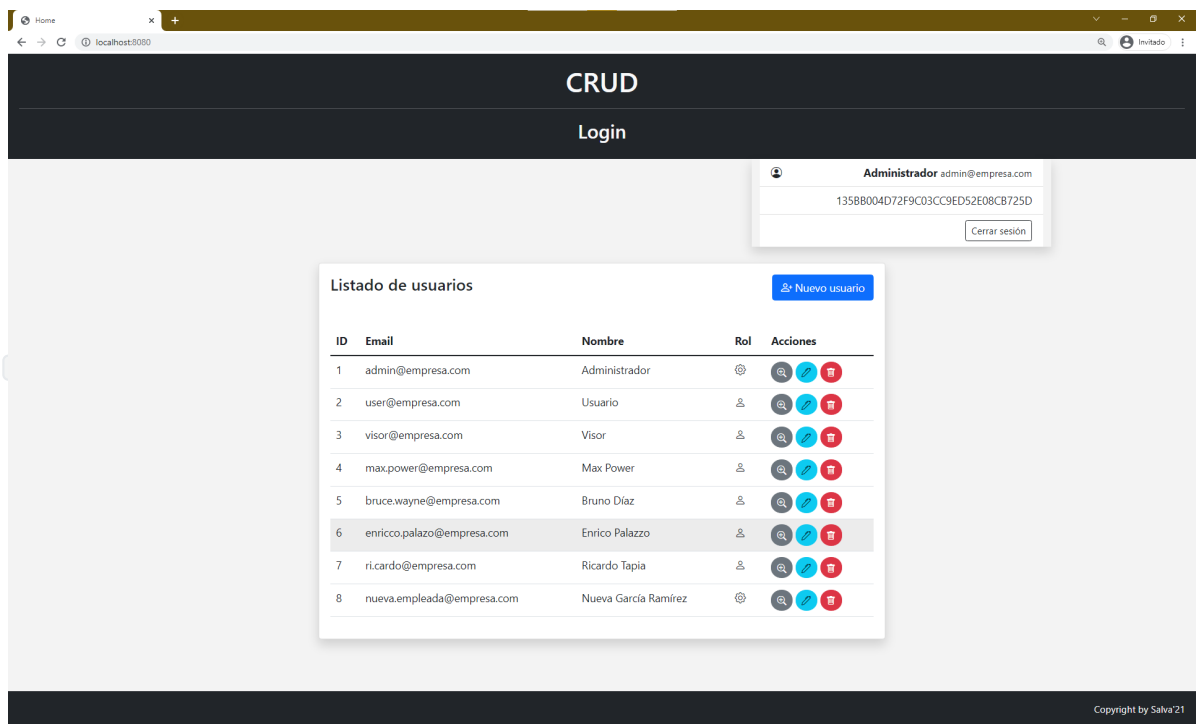 Home
localhost:8080
Invitado
CRUD
Login
Administrador admin@empresa.com
135BB004D72F9C03CC9ED52E08CB725D
Cerrar sesión
Listado de usuarios
Nuevo usuario
ID Email Nombre Rol Acciones
1 admin@empresa.com Administrador
2 user@empresa.com Usuario
3 visor@empresa.com Visor
4 max.power@empresa.com Max Power
5 bruce.wayne@empresa.com Bruno Díaz
6 enricco.palazo@empresa.com Enrico Palazzo
7 ri.cardo@empresa.com Ricardo Tapia
8 nueva.empleada@empresa.com Nueva García Ramírez
Copyright by Salva'21